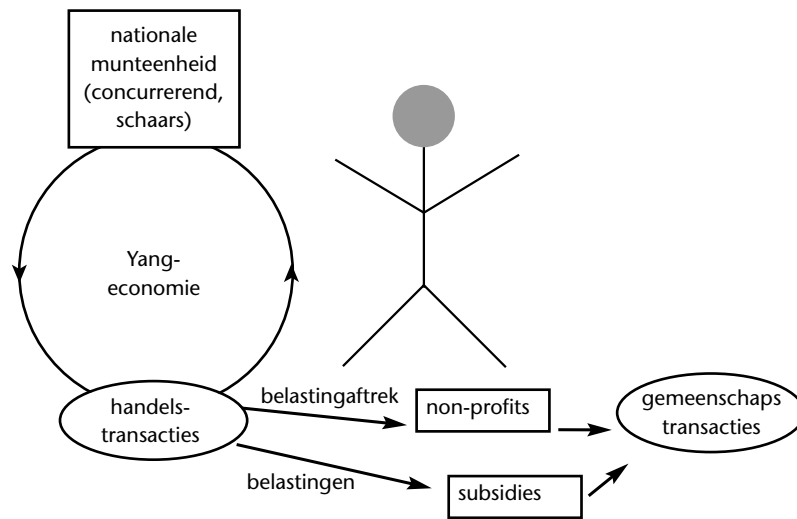 nationale
munteenheid
(concurrerend,
schaars)
Yang-
economie
handels-
transacties
belastingaftrek
non-profits
gemeenschaps
transacties
belastingen
subsidies